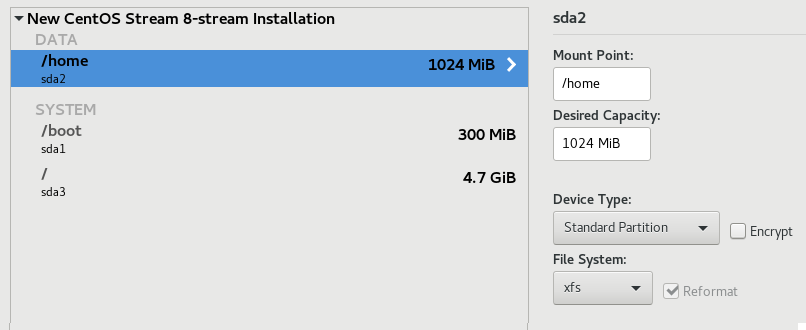 New CentOS Stream 8-stream Installation
DATA
/home 1024 MiB
sda2
SYSTEM
/boot 300 MiB
sda1
/ 4.7 GiB
sda3
sda2
Mount Point:
/home
Desired Capacity:
1024 MiB
Device Type:
Standard Partition Encrypt
File System:
xfs Reformat